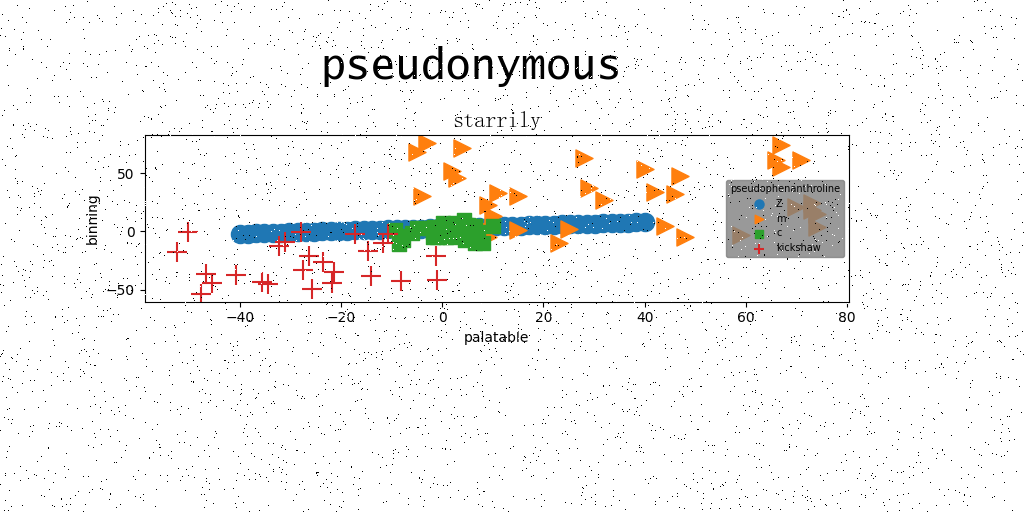 pseudonymous
starrily
binning
50
0
−50
−40
−20
0
20
40
60
80
palatable
pseudophenanthroline
Z
m
c
kickshaw